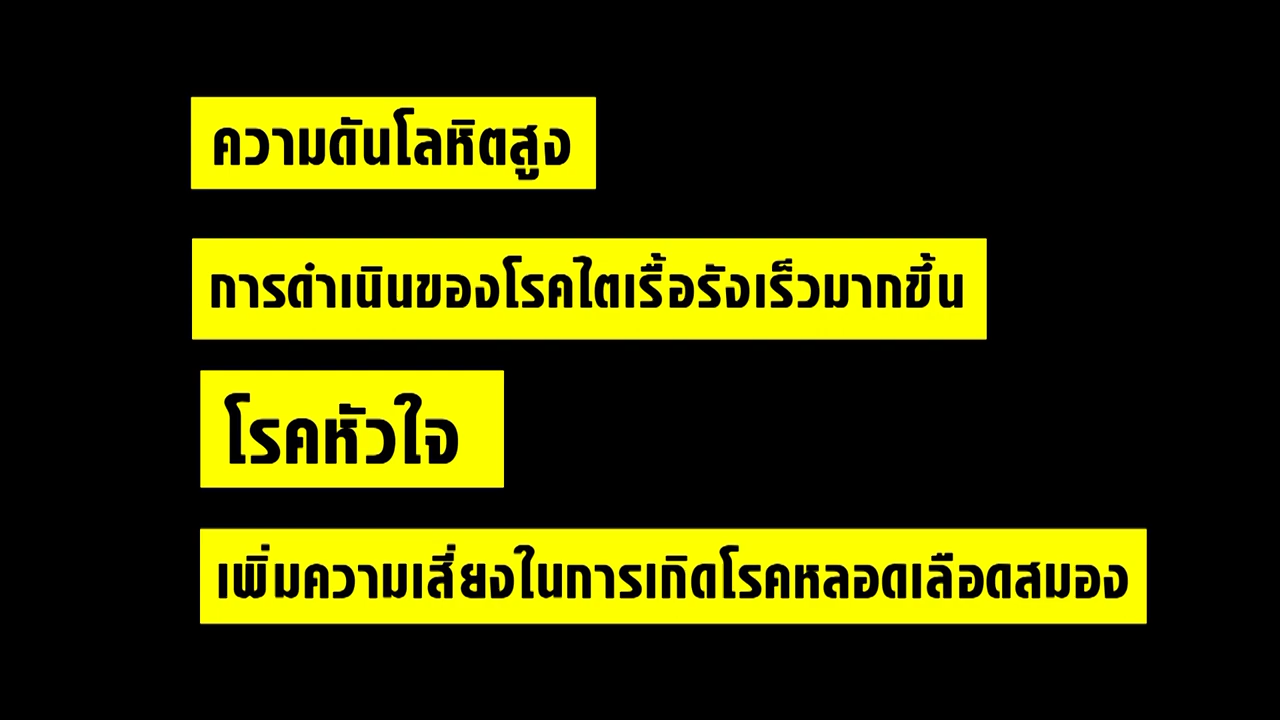 ความดันโลหิตสูง
การดำเนินของโรคไตเรื้อรังเร็วมากขึ้น
โรคหัวใจ
เพิ่มความเสี่ยงในการเกิดโรคหลอดเลือดสมอง